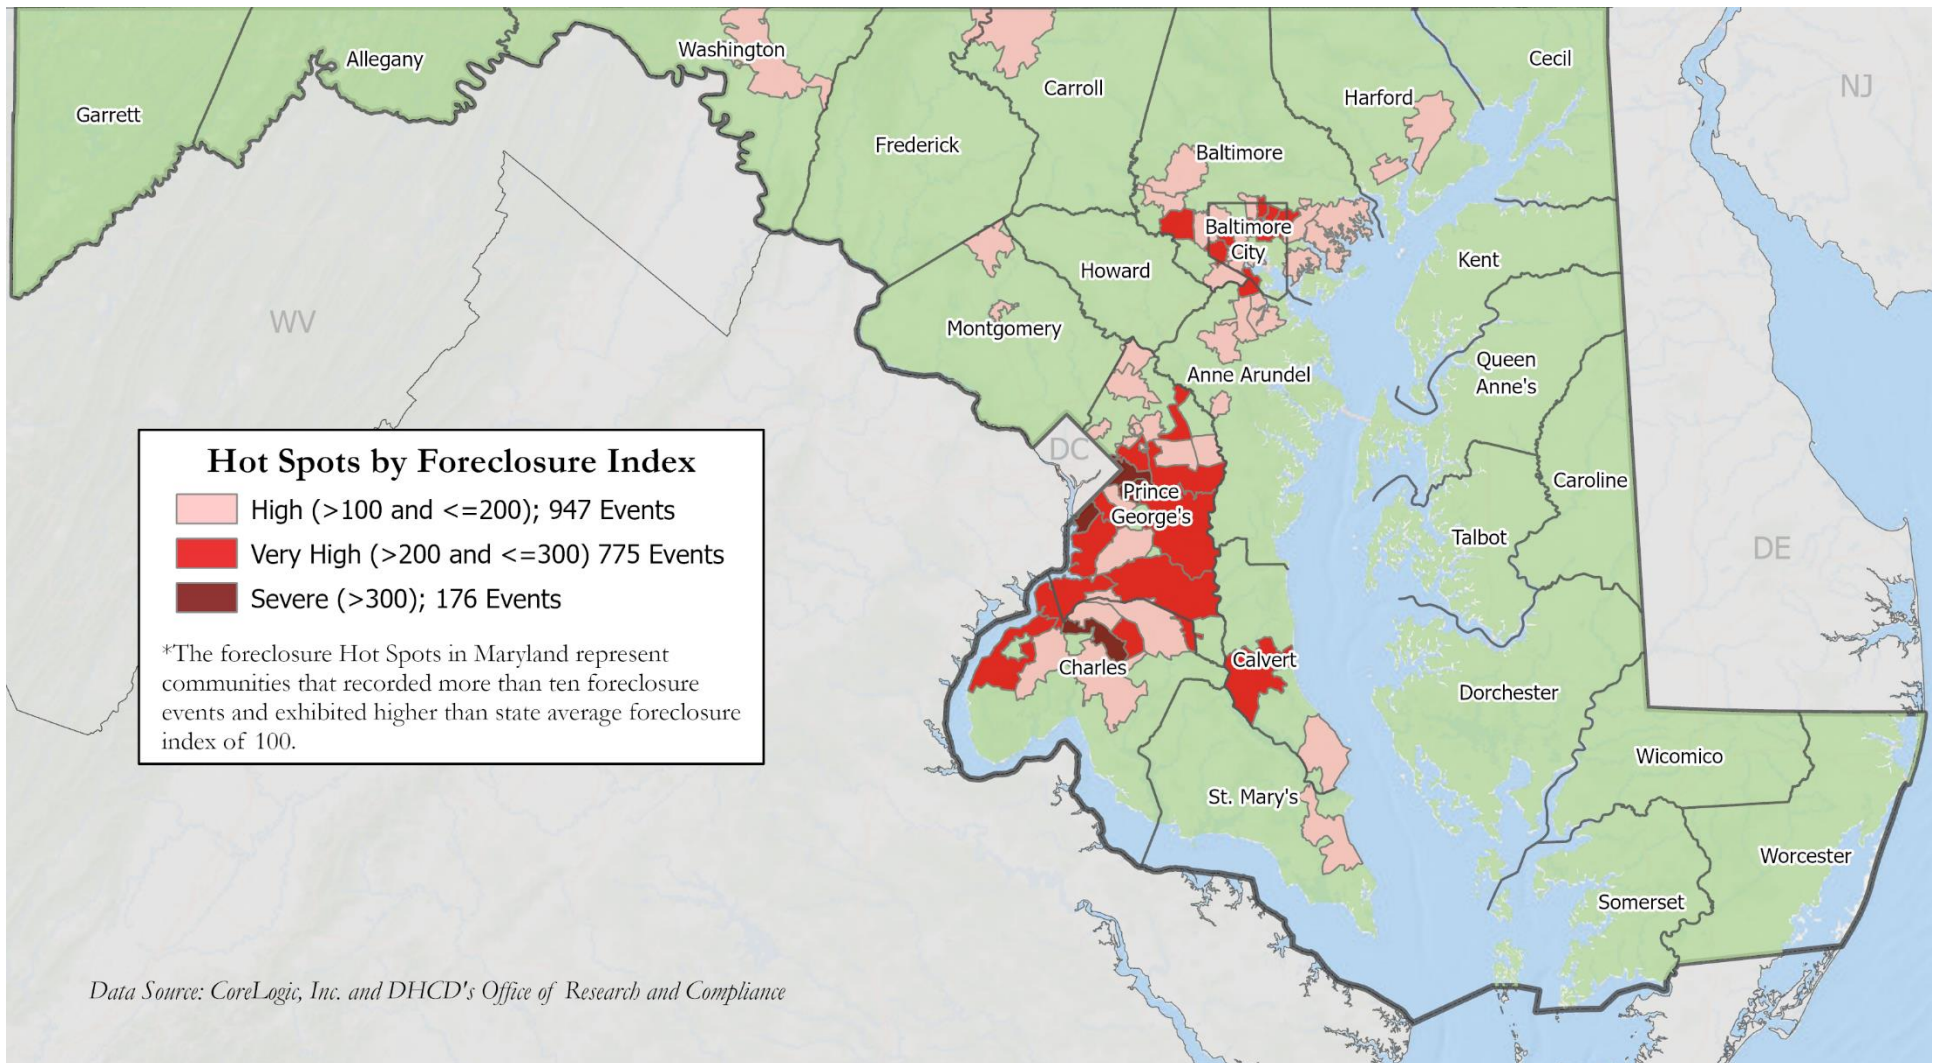 Washington
Allegany
Garrett
Carroll
Frederick
Cecil
Harford
NJ
Baltimore
Baltimore
City
Howard
Kent
WV
Montgomery
Anne Arundel
Queen
Anne's
DC
Prince
George's
Caroline
Talbot
DE
Charles
Calvert
Dorchester
Wicomico
St. Mary's
Worcester
Somerset
Hot Spots by Foreclosure Index
High (>100 and <=200); 947 Events
Very High (>200 and <=300) 775 Events
Severe (>300); 176 Events
*The foreclosure Hot Spots in Maryland represent
communities that recorded more than ten foreclosure
events and exhibited higher than state average foreclosure
index of 100.
Data Source: CoreLogic, Inc. and DHCD's Office of Research and Compliance